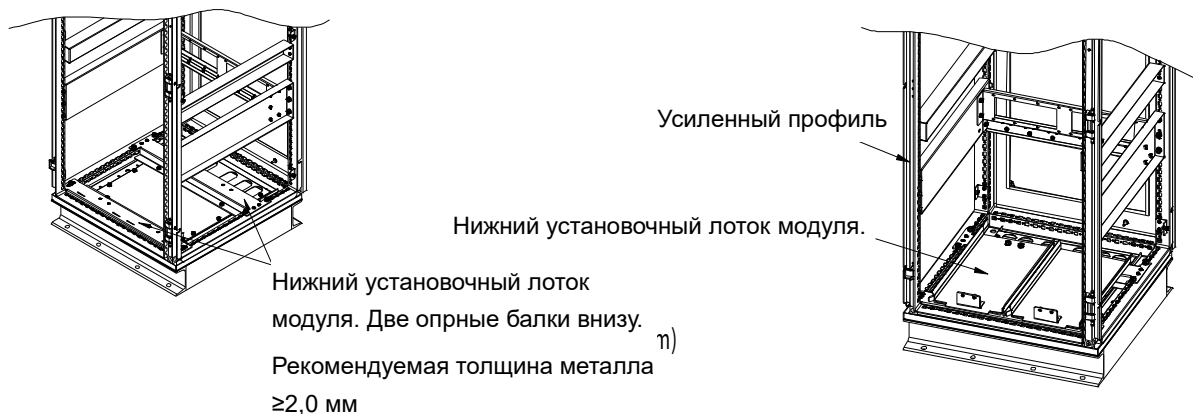 Усиленный профиль
Нижний установочный лоток модуля.
Нижний установочный лоток
модуля. Две опрные балки внизу.
m)
Рекомендуемая толщина металла
≥2,0 мм